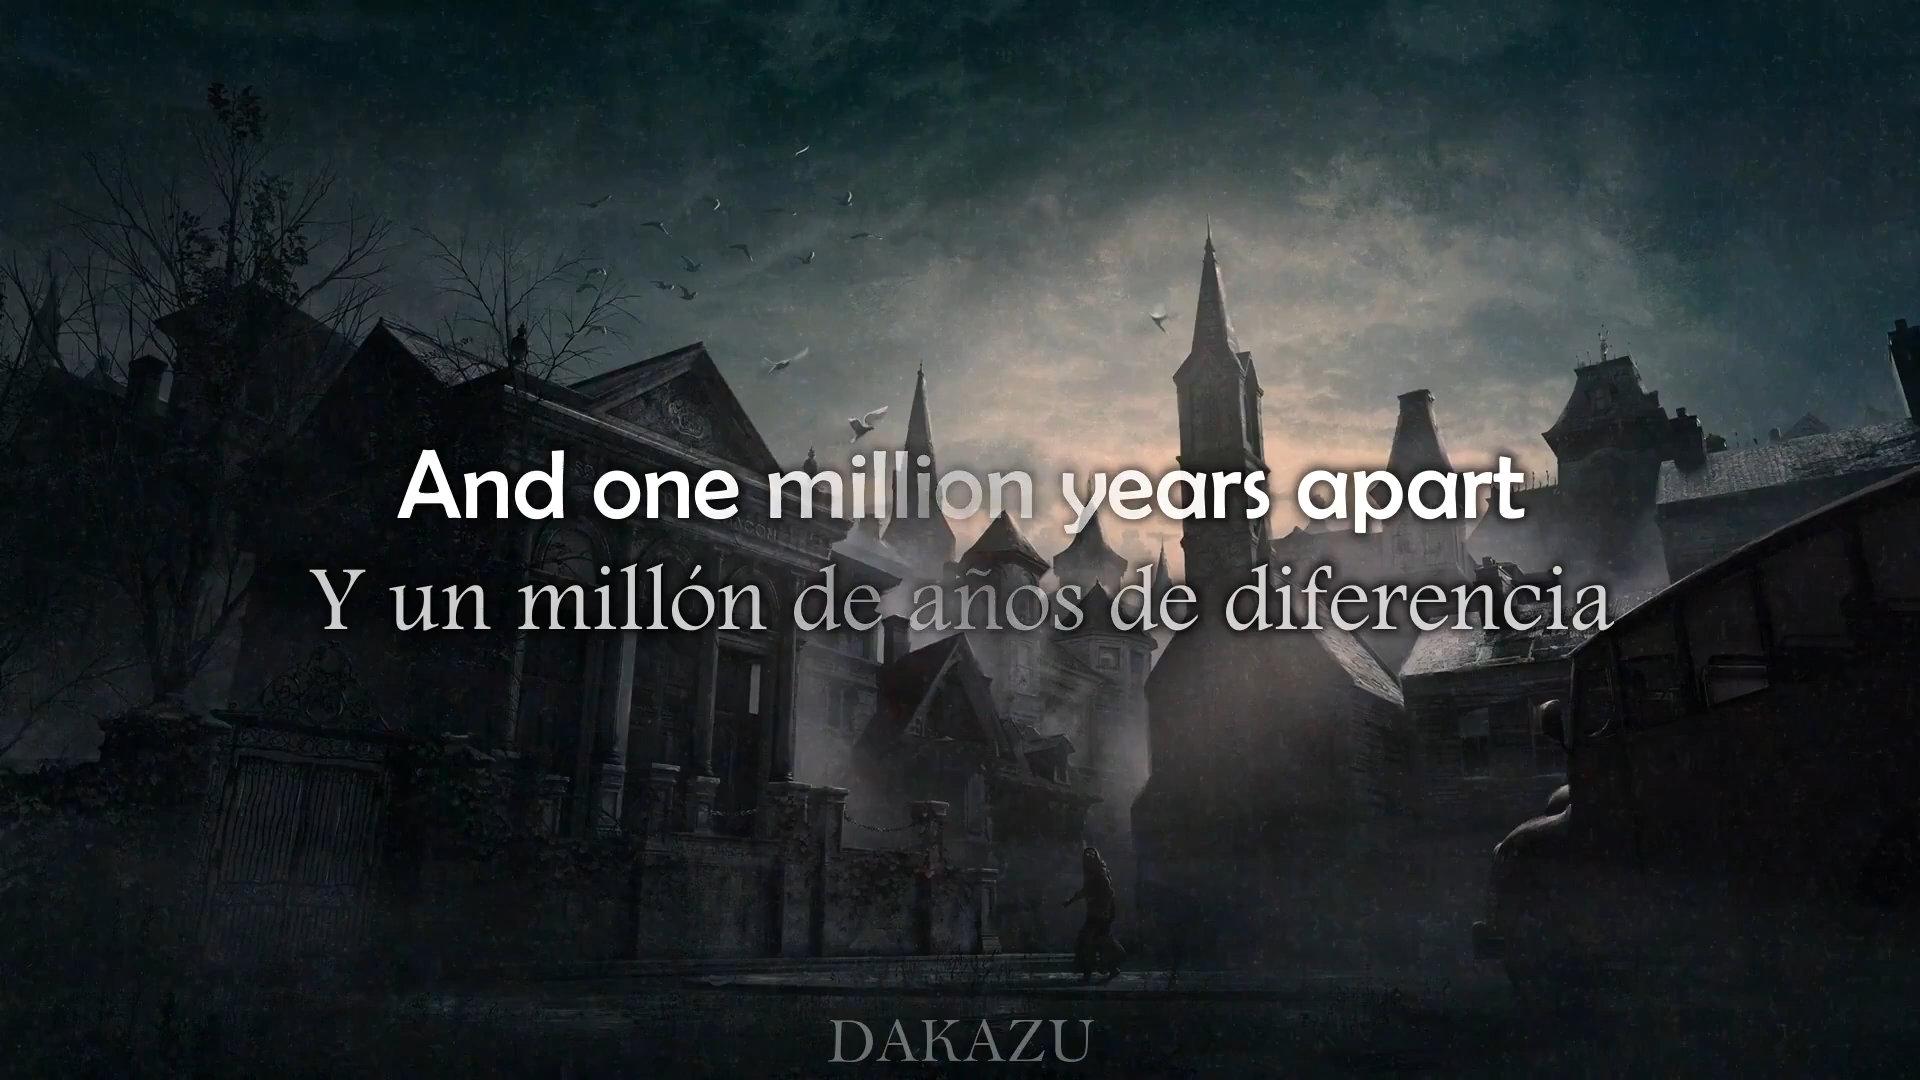 And one million years apart
Y un millón de años de diferencia
DAKAZU